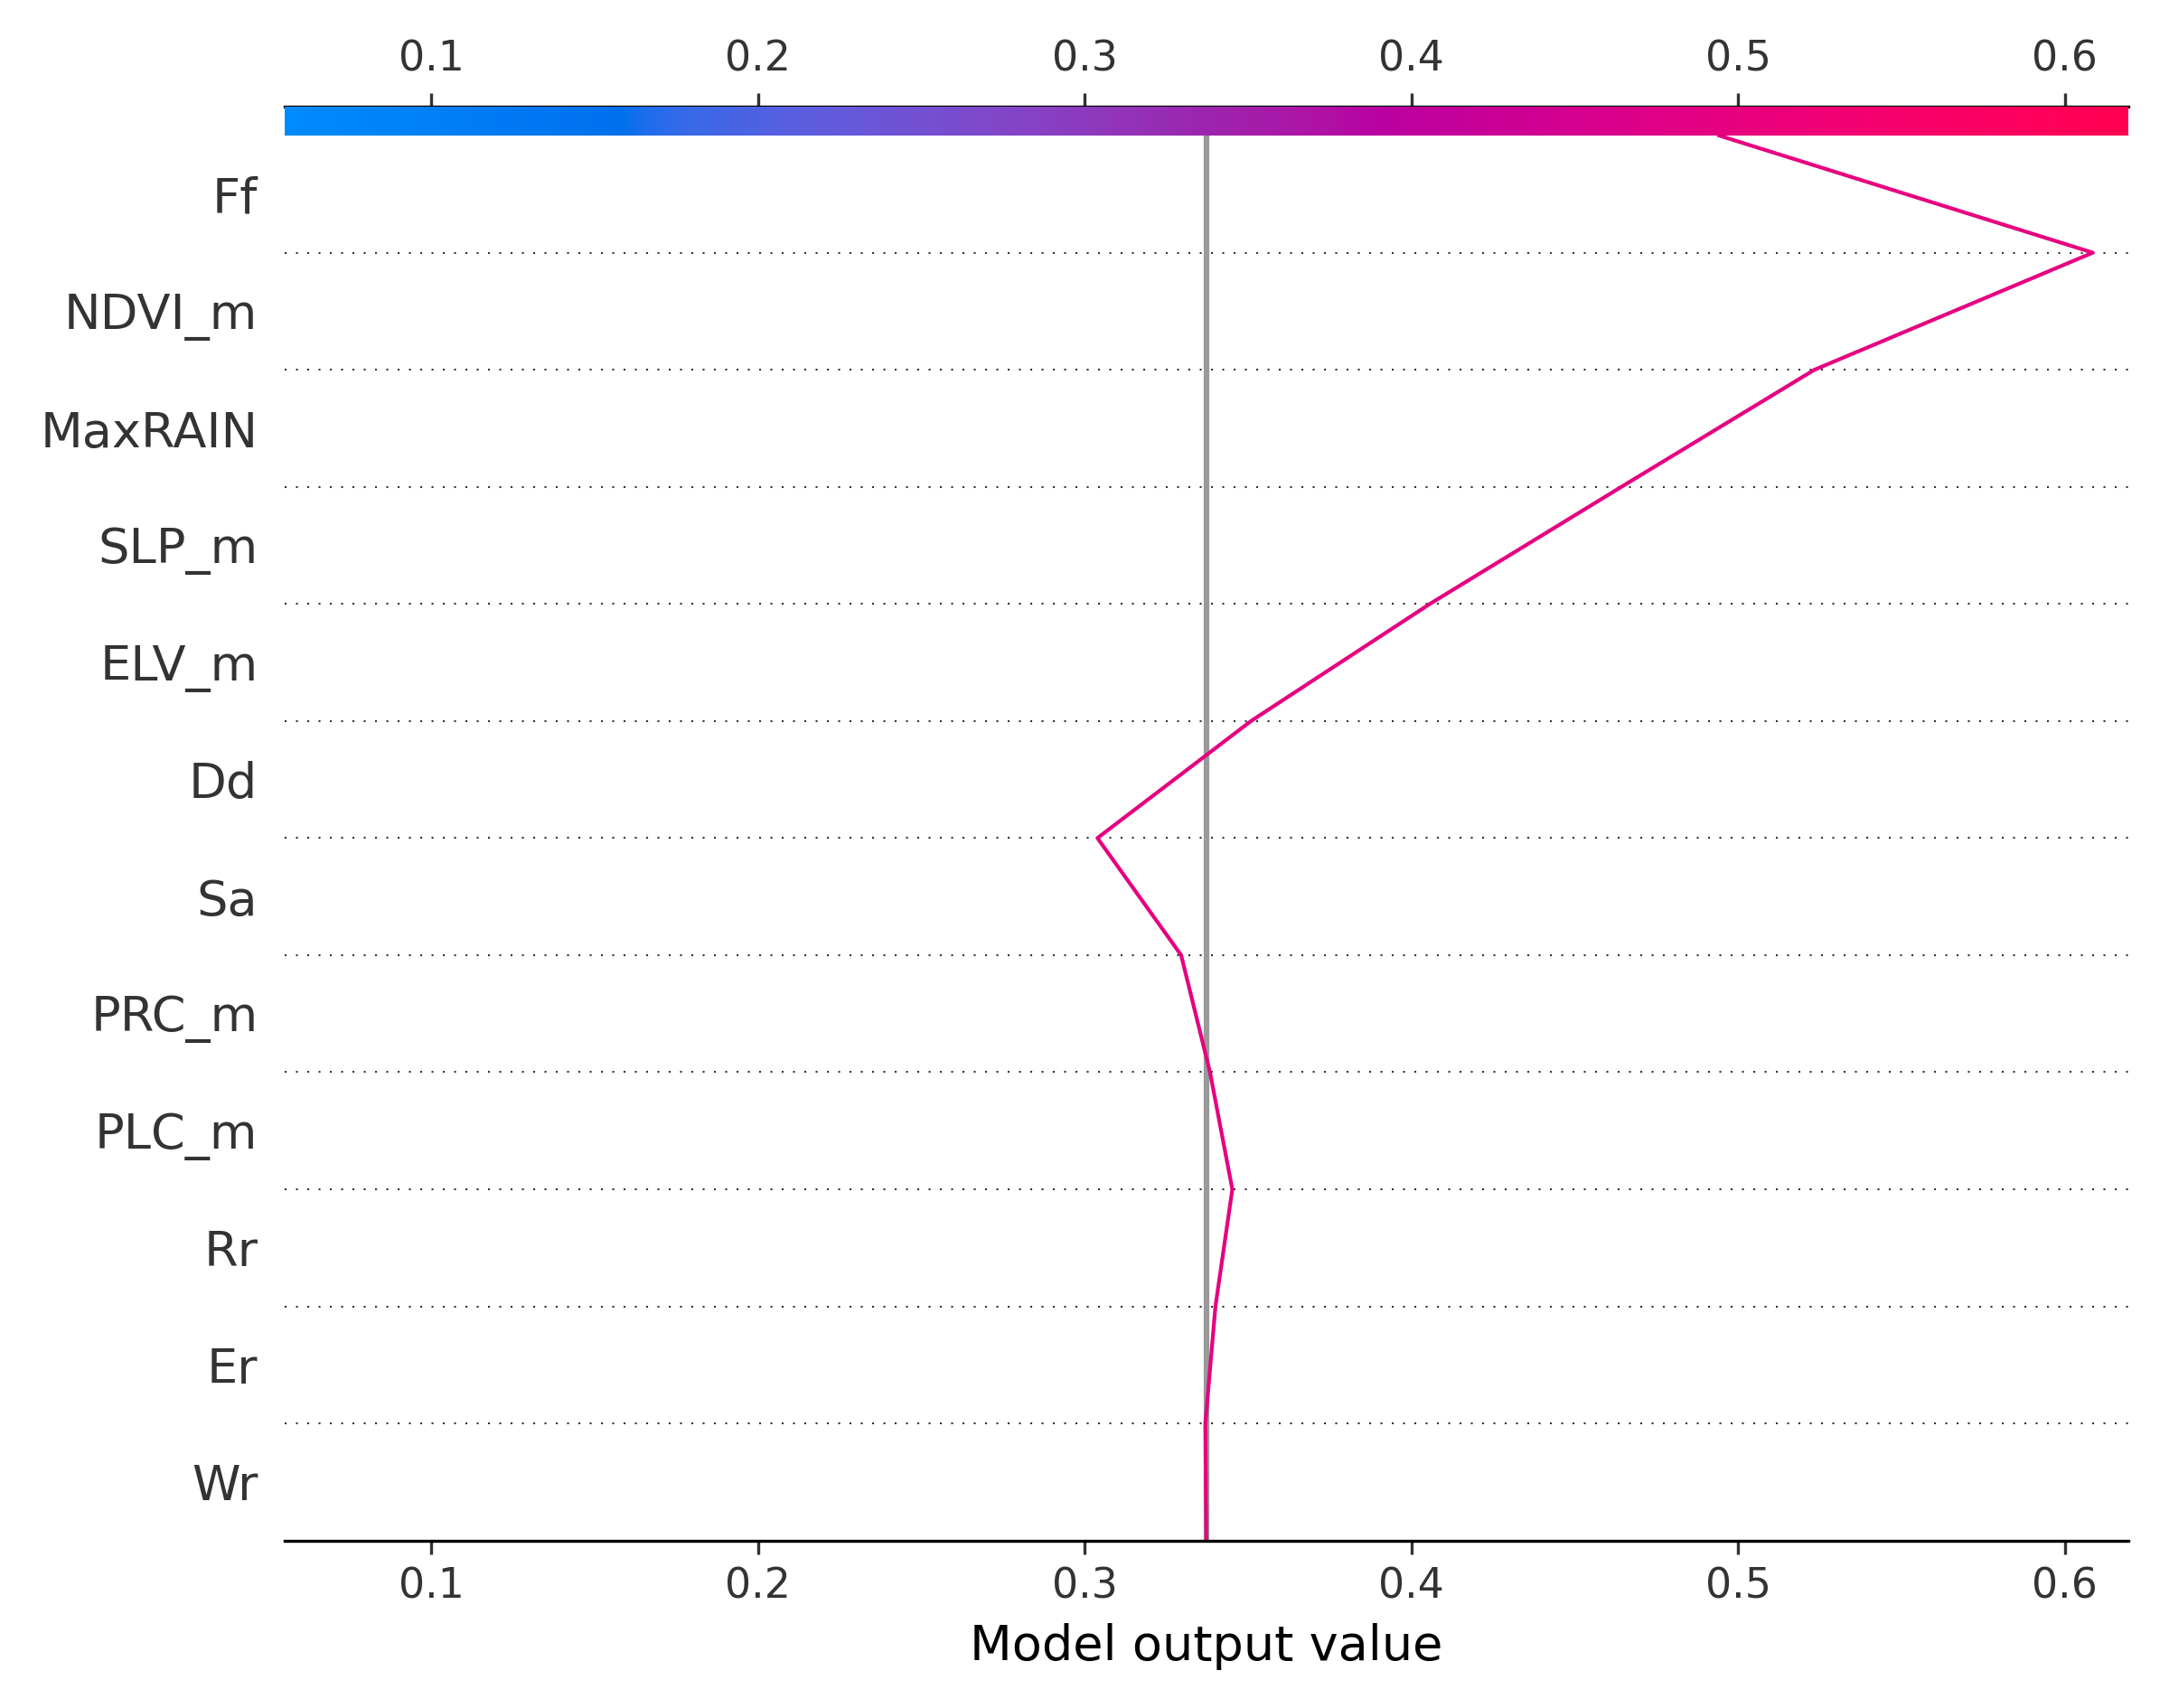 0.1 0.2 0.3 0.4 0.5 0.6
Ff
NDVI_m
MaxRAIN
SLP_m
ELV_m
Dd
Sa
PRC_m
PLC_m
Rr
Er
Wr
0.1 0.2 0.3 0.4 0.5 0.6
Model output value